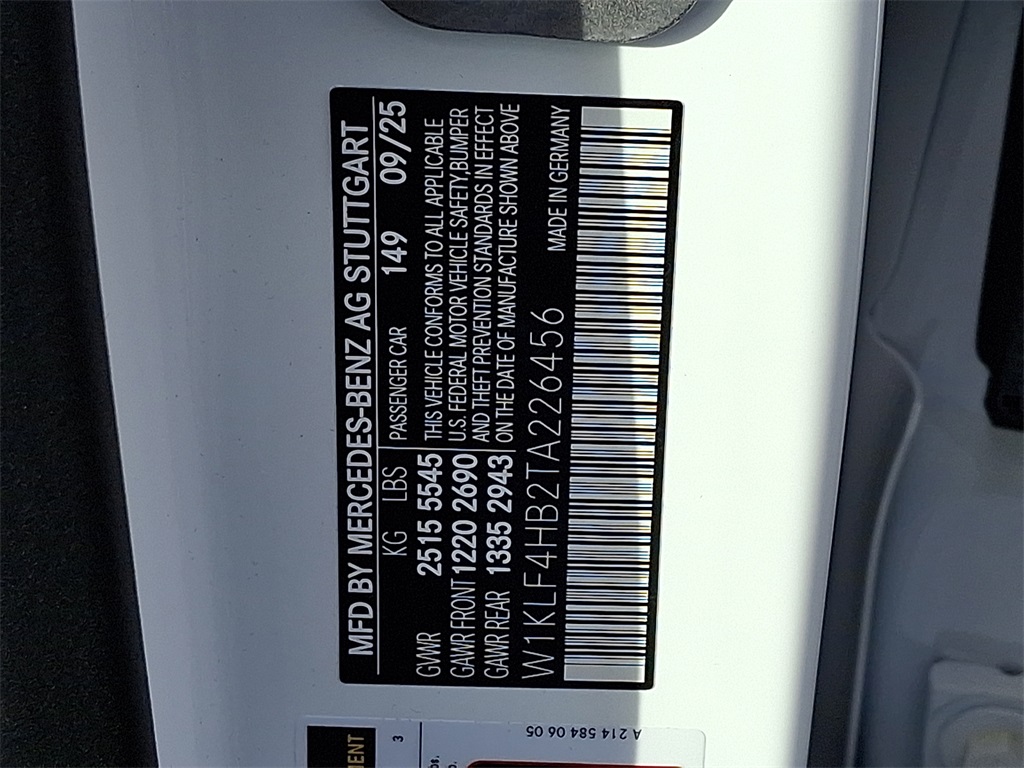 MFD BY MERCEDES-BENZ AG STUTTGART
KG LBS PASSENGER CAR 149 09/25
GVWR 2515 5545 THIS VEHICLE CONFORMS TO ALL APPLICABLE
GAWR FRONT 1220 2690 U.S. FEDERAL MOTOR VEHICLE SAFETY,BUMPER
GAWR REAR 1335 2943 AND THEFT PREVENTION STANDARDS IN EFFECT
ON THE DATE OF MANUFACTURE SHOWN ABOVE
W1KLF4HB2TA226456 MADE IN GERMANY
A 214 584 06 05
3